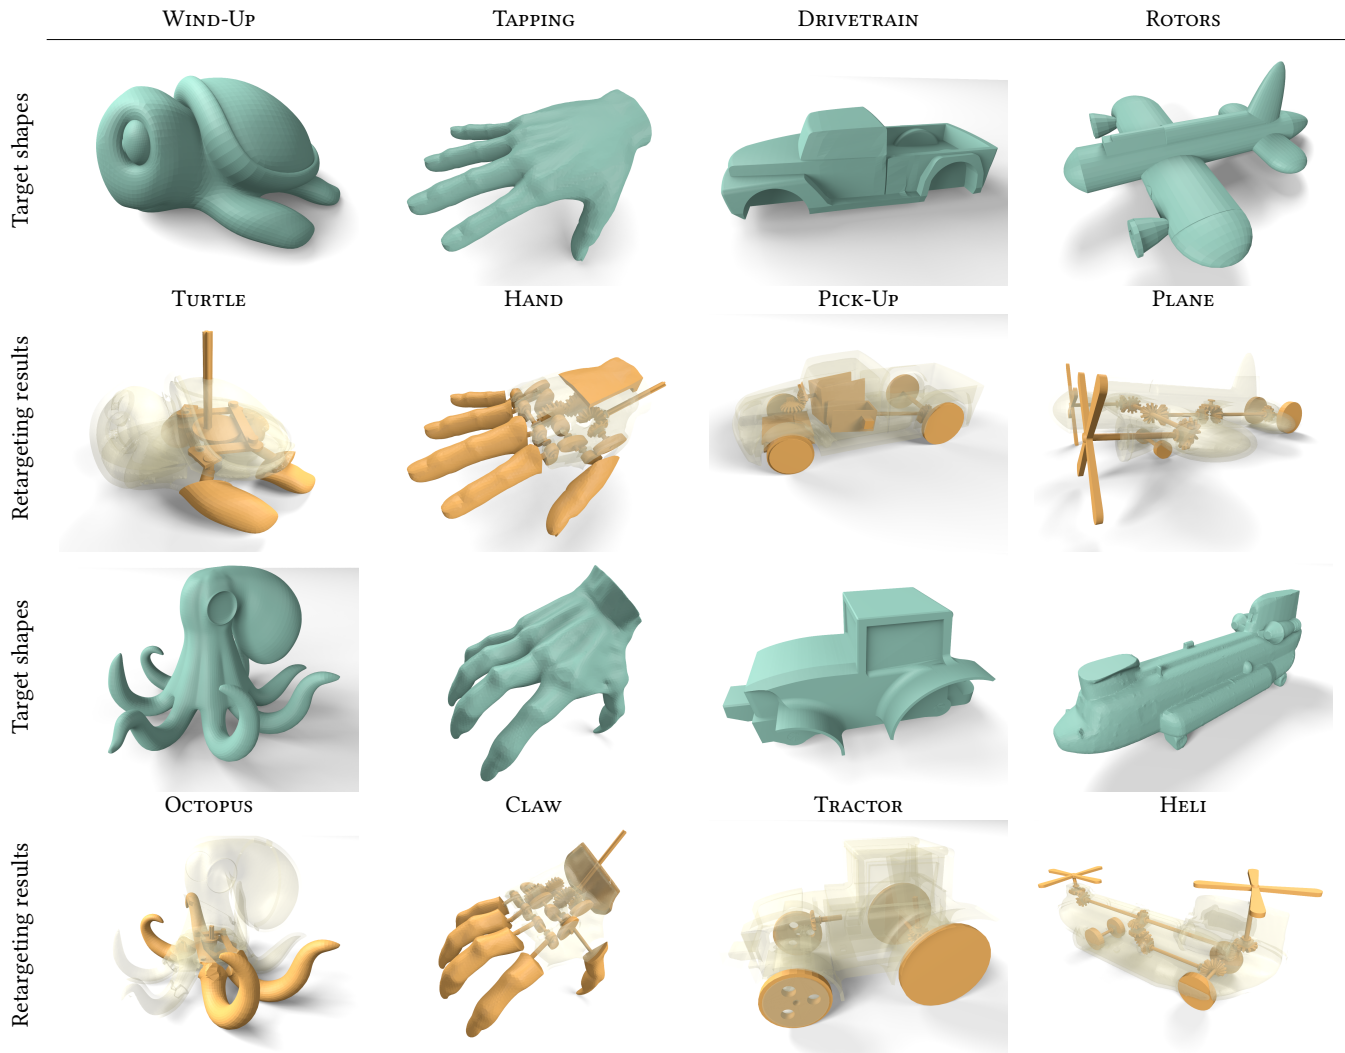 WIND-UP TAPPING DRIVETRAIN ROTORS
Target shapes
TURTLE HAND PICK-UP PLANE
Retargeting results
Target shapes
OCTOPUS CLAW TRACTOR HELI
Retargeting results